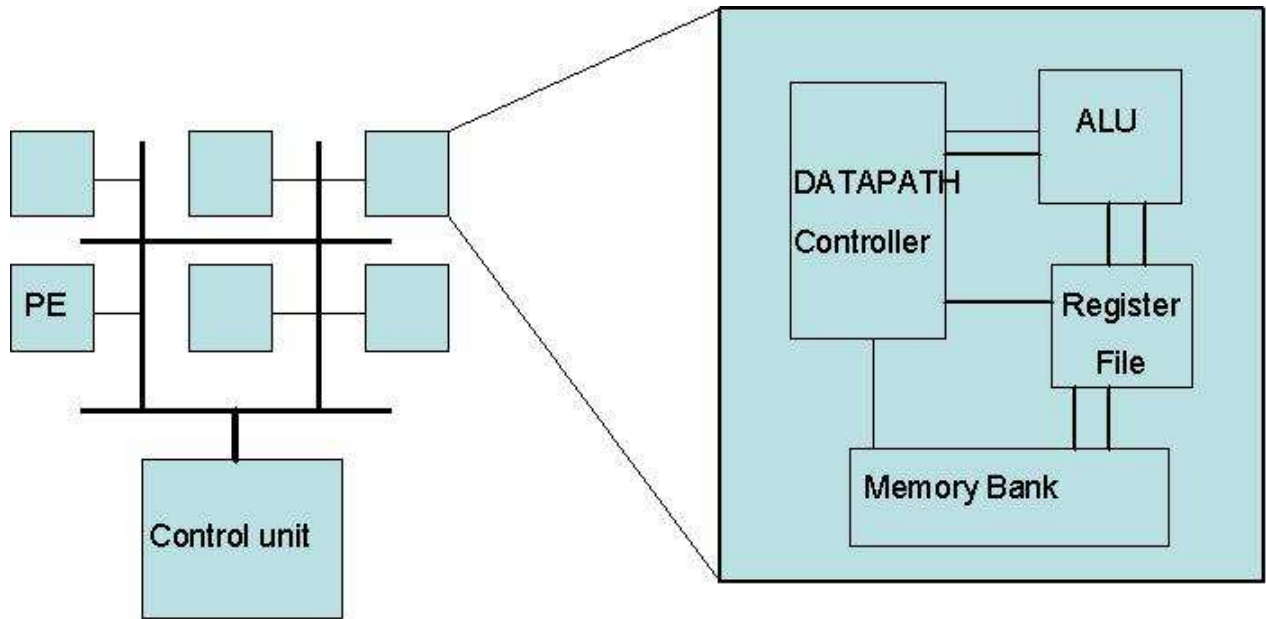 PE
Control unit
DATAPATH
Controller
ALU
Register
File
Memory Bank